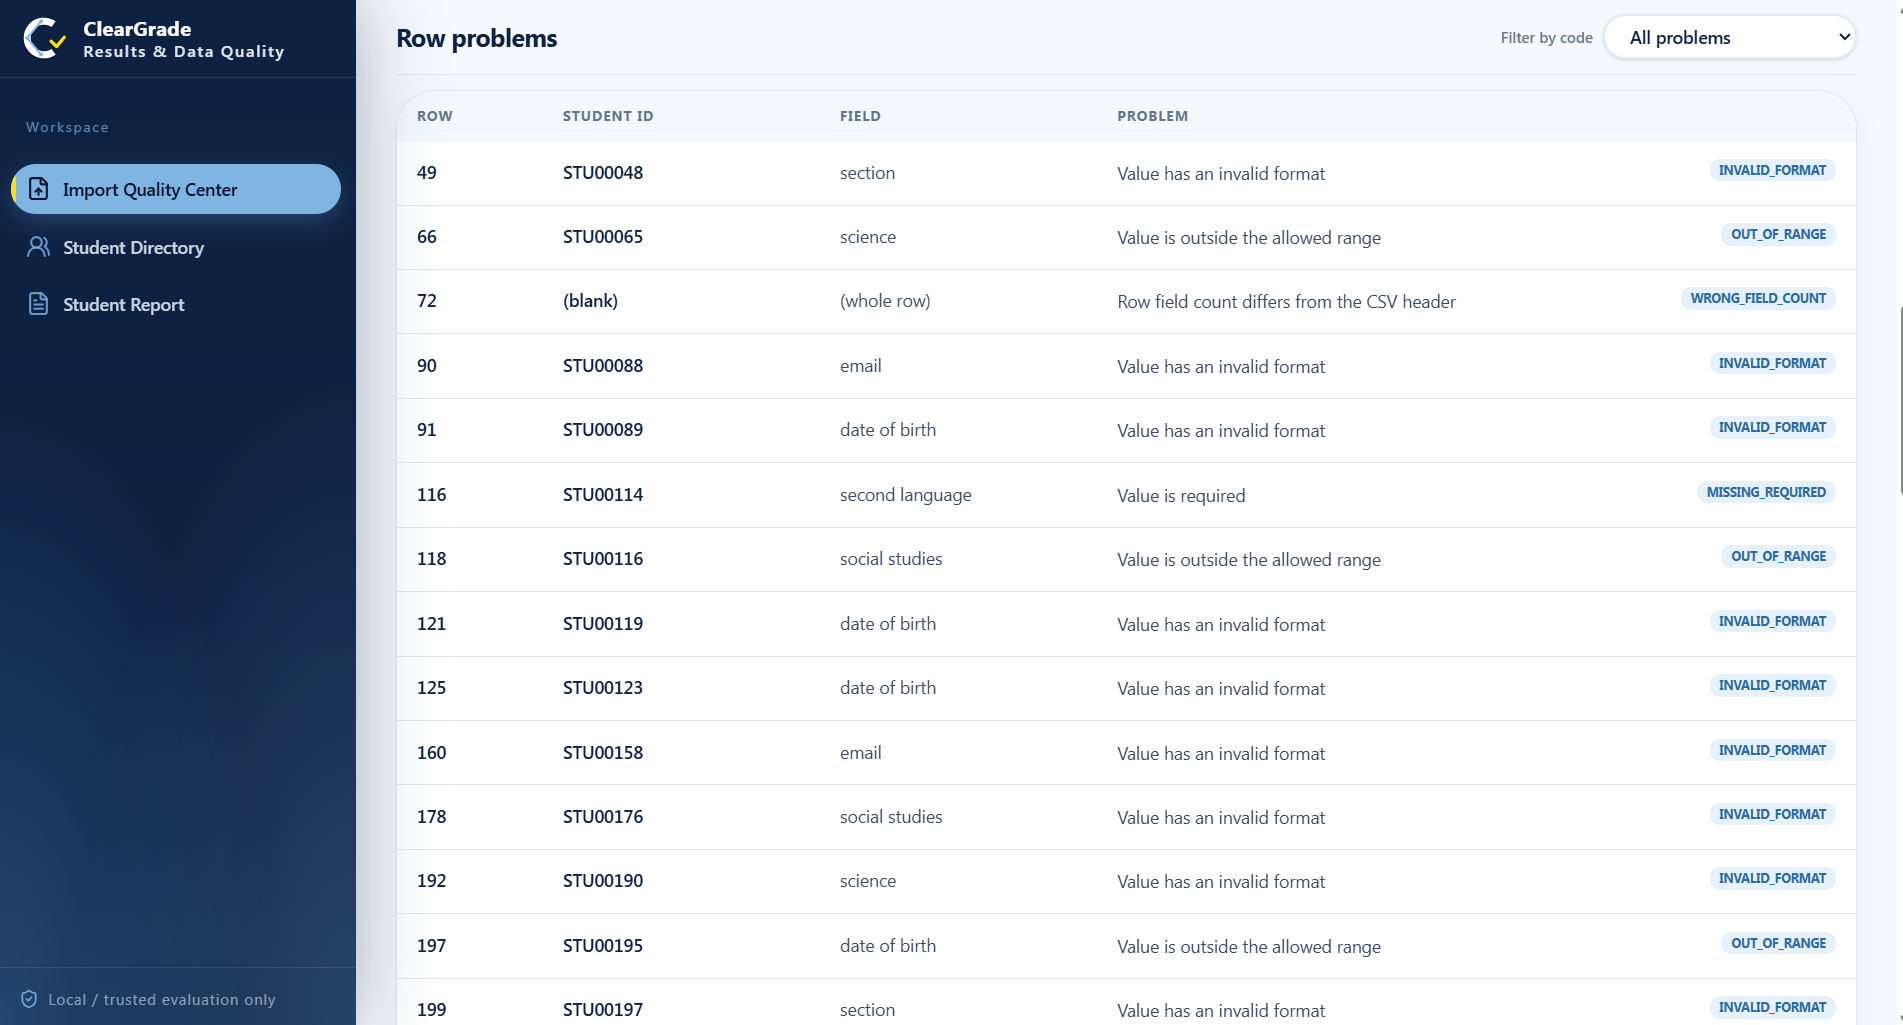 ClearGrade
Results & Data Quality
Workspace
Import Quality Center
Student Directory
Student Report
Local / trusted evaluation only
Row problems
Filter by code
All problems
ROW STUDENT ID FIELD PROBLEM
49 STU00048 section Value has an invalid format INVALID_FORMAT
66 STU00065 science Value is outside the allowed range OUT_OF_RANGE
72 (blank) (whole row) Row field count differs from the CSV header WRONG_FIELD_COUNT
90 STU00088 email Value has an invalid format INVALID_FORMAT
91 STU00089 date of birth Value has an invalid format INVALID_FORMAT
116 STU00114 second language Value is required MISSING_REQUIRED
118 STU00116 social studies Value is outside the allowed range OUT_OF_RANGE
121 STU00119 date of birth Value has an invalid format INVALID_FORMAT
125 STU00123 date of birth Value has an invalid format INVALID_FORMAT
160 STU00158 email Value has an invalid format INVALID_FORMAT
178 STU00176 social studies Value has an invalid format INVALID_FORMAT
192 STU00190 science Value has an invalid format INVALID_FORMAT
197 STU00195 date of birth Value is outside the allowed range OUT_OF_RANGE
199 STU00197 section Value has an invalid format INVALID_FORMAT